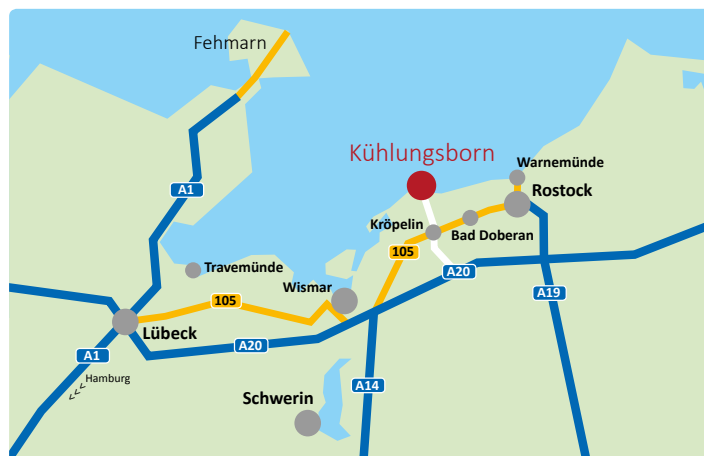 Fehmarn
Kühlungsborn
Warnemünde
A1
Rostock
Kröpelin
Bad Doberan
105
Travemünde
A20
Wismar
A19
105
Lübeck
A20
A1
Hamburg
A14
Schwerin